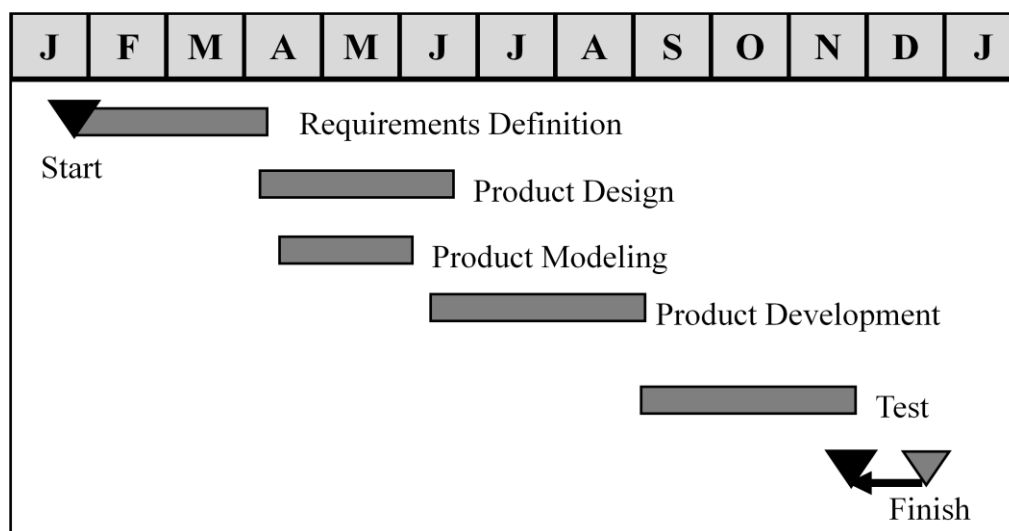 J F M A M J J A S O N D J
Requirements Definition
Start
Product Design
Product Modeling
Product Development
Test
Finish